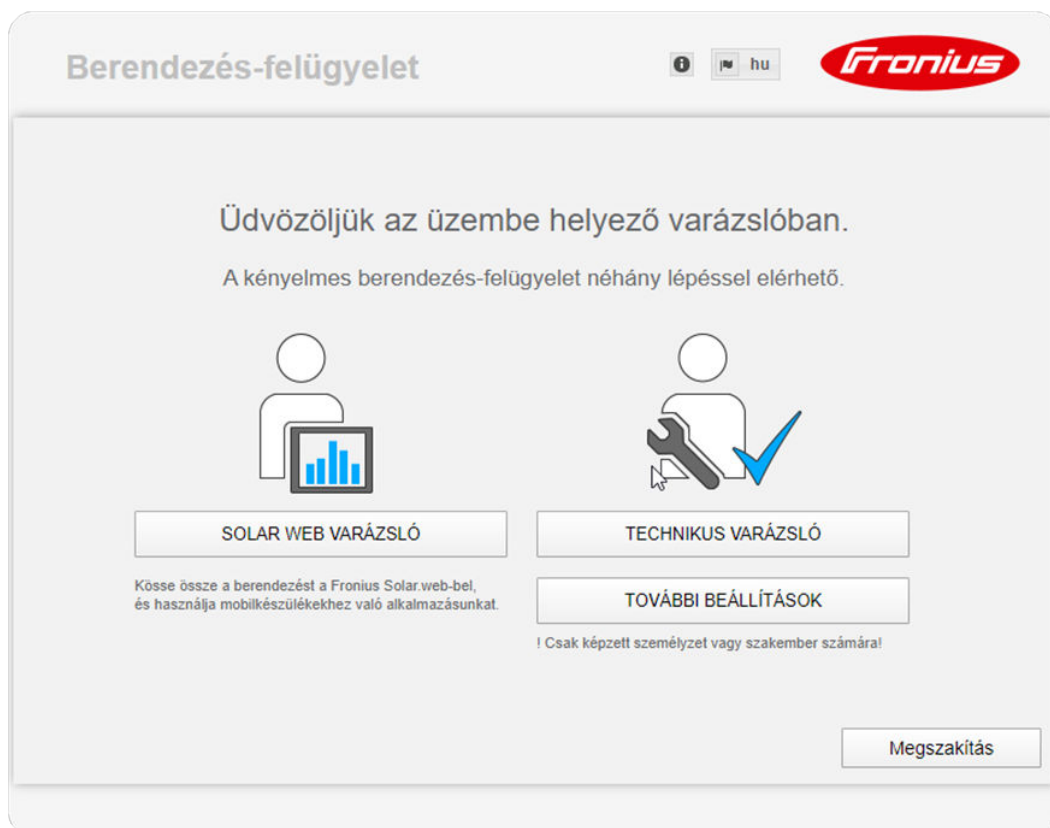 Berendezés-felügyelet
hu
Fronius
Üdvözöljük az üzembe helyező varázslóban.
A kényelmes berendezés-felügyelet néhány lépéssel elérhető.
SOLAR WEB VARÁZSLÓ
TECHNIKUS VARÁZSLÓ
Kösse össze a berendezést a Fronius Solar.web-bel,
és használja mobilkészülékekhez való alkalmazásunkat.
TOVÁBBI BEÁLLÍTÁSOK
! Csak képzett személyzet vagy szakember számára!
Megszakítás